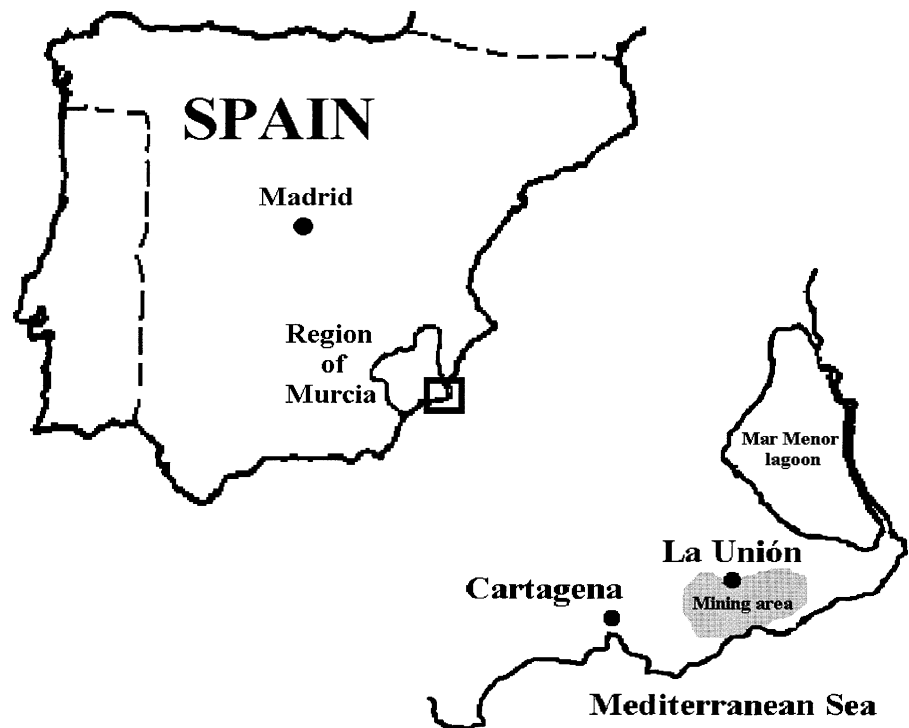 SPAIN
Madrid
Region
of
Murcia
Mar Menor
lagoon
La Unión
Cartagena
Mining area
Mediterranean Sea